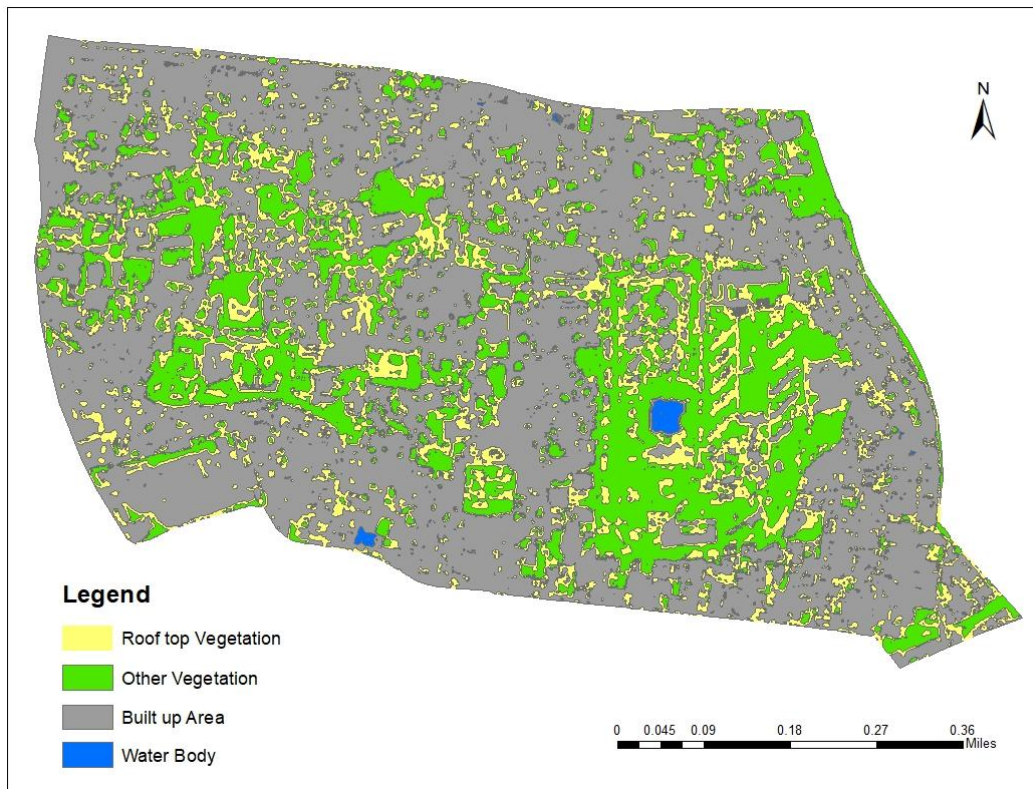 N
Legend
Roof top Vegetation
Other Vegetation
Built up Area
Water Body
0 0.045 0.09 0.18 0.27 0.36
Miles